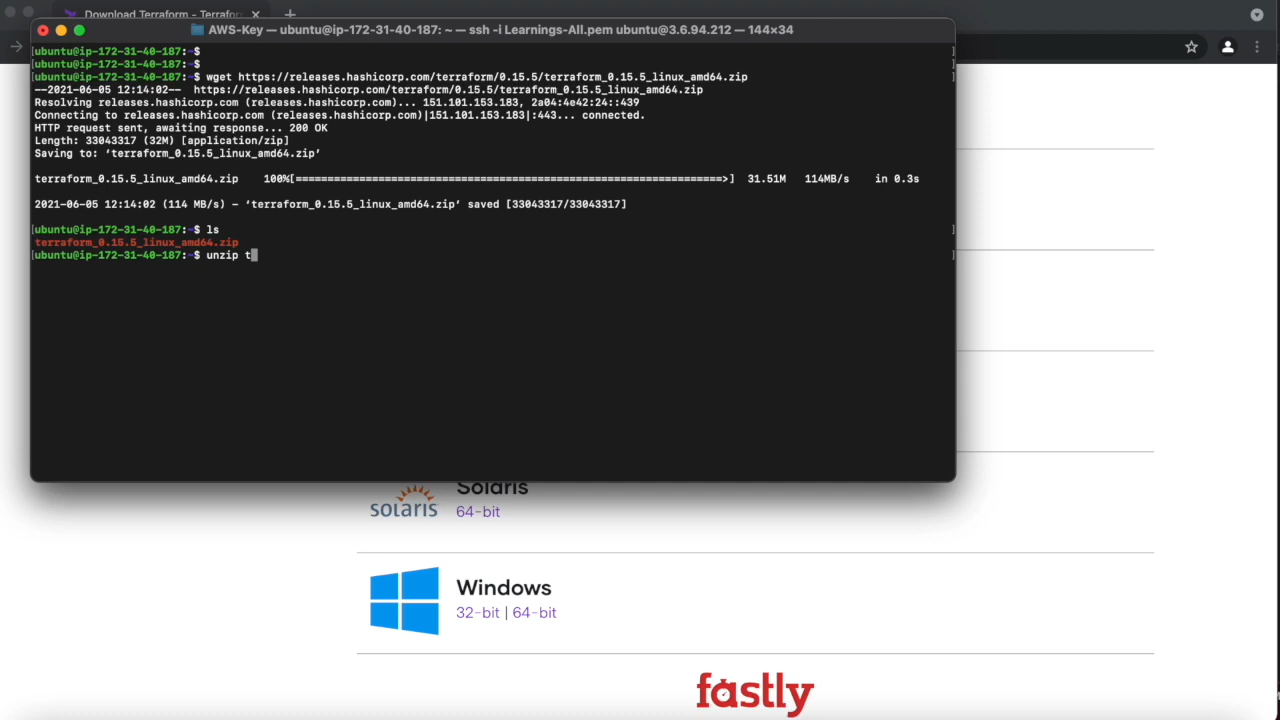 Download Terraform - Terrafor
AWS-Key — ubuntu@ip-172-31-40-187: ~ — ssh -i Learnings-All.pem ubuntu@3.6.94.212 — 144×34
[ubuntu@ip-172-31-40-187:~$ ]
[ubuntu@ip-172-31-40-187:~$ ]
[ubuntu@ip-172-31-40-187:~$ wget https://releases.hashicorp.com/terraform/0.15.5/terraform_0.15.5_linux_amd64.zip ]
--2021-06-05 12:14:02--  https://releases.hashicorp.com/terraform/0.15.5/terraform_0.15.5_linux_amd64.zip
Resolving releases.hashicorp.com (releases.hashicorp.com)... 151.101.153.183, 2a04:4e42:24::439
Connecting to releases.hashicorp.com (releases.hashicorp.com)|151.101.153.183|:443... connected.
HTTP request sent, awaiting response... 200 OK
Length: 33043317 (32M) [application/zip]
Saving to: ‘terraform_0.15.5_linux_amd64.zip’
terraform_0.15.5_linux_amd64.zip 100%[===================================================================>] 31.51M 114MB/s in 0.3s
2021-06-05 12:14:02 (114 MB/s) - ‘terraform_0.15.5_linux_amd64.zip’ saved [33043317/33043317]
[ubuntu@ip-172-31-40-187:~$ ls ]
terraform_0.15.5_linux_amd64.zip
[ubuntu@ip-172-31-40-187:~$ unzip t ]
Solaris
solaris
64-bit
Windows
32-bit | 64-bit
fastly